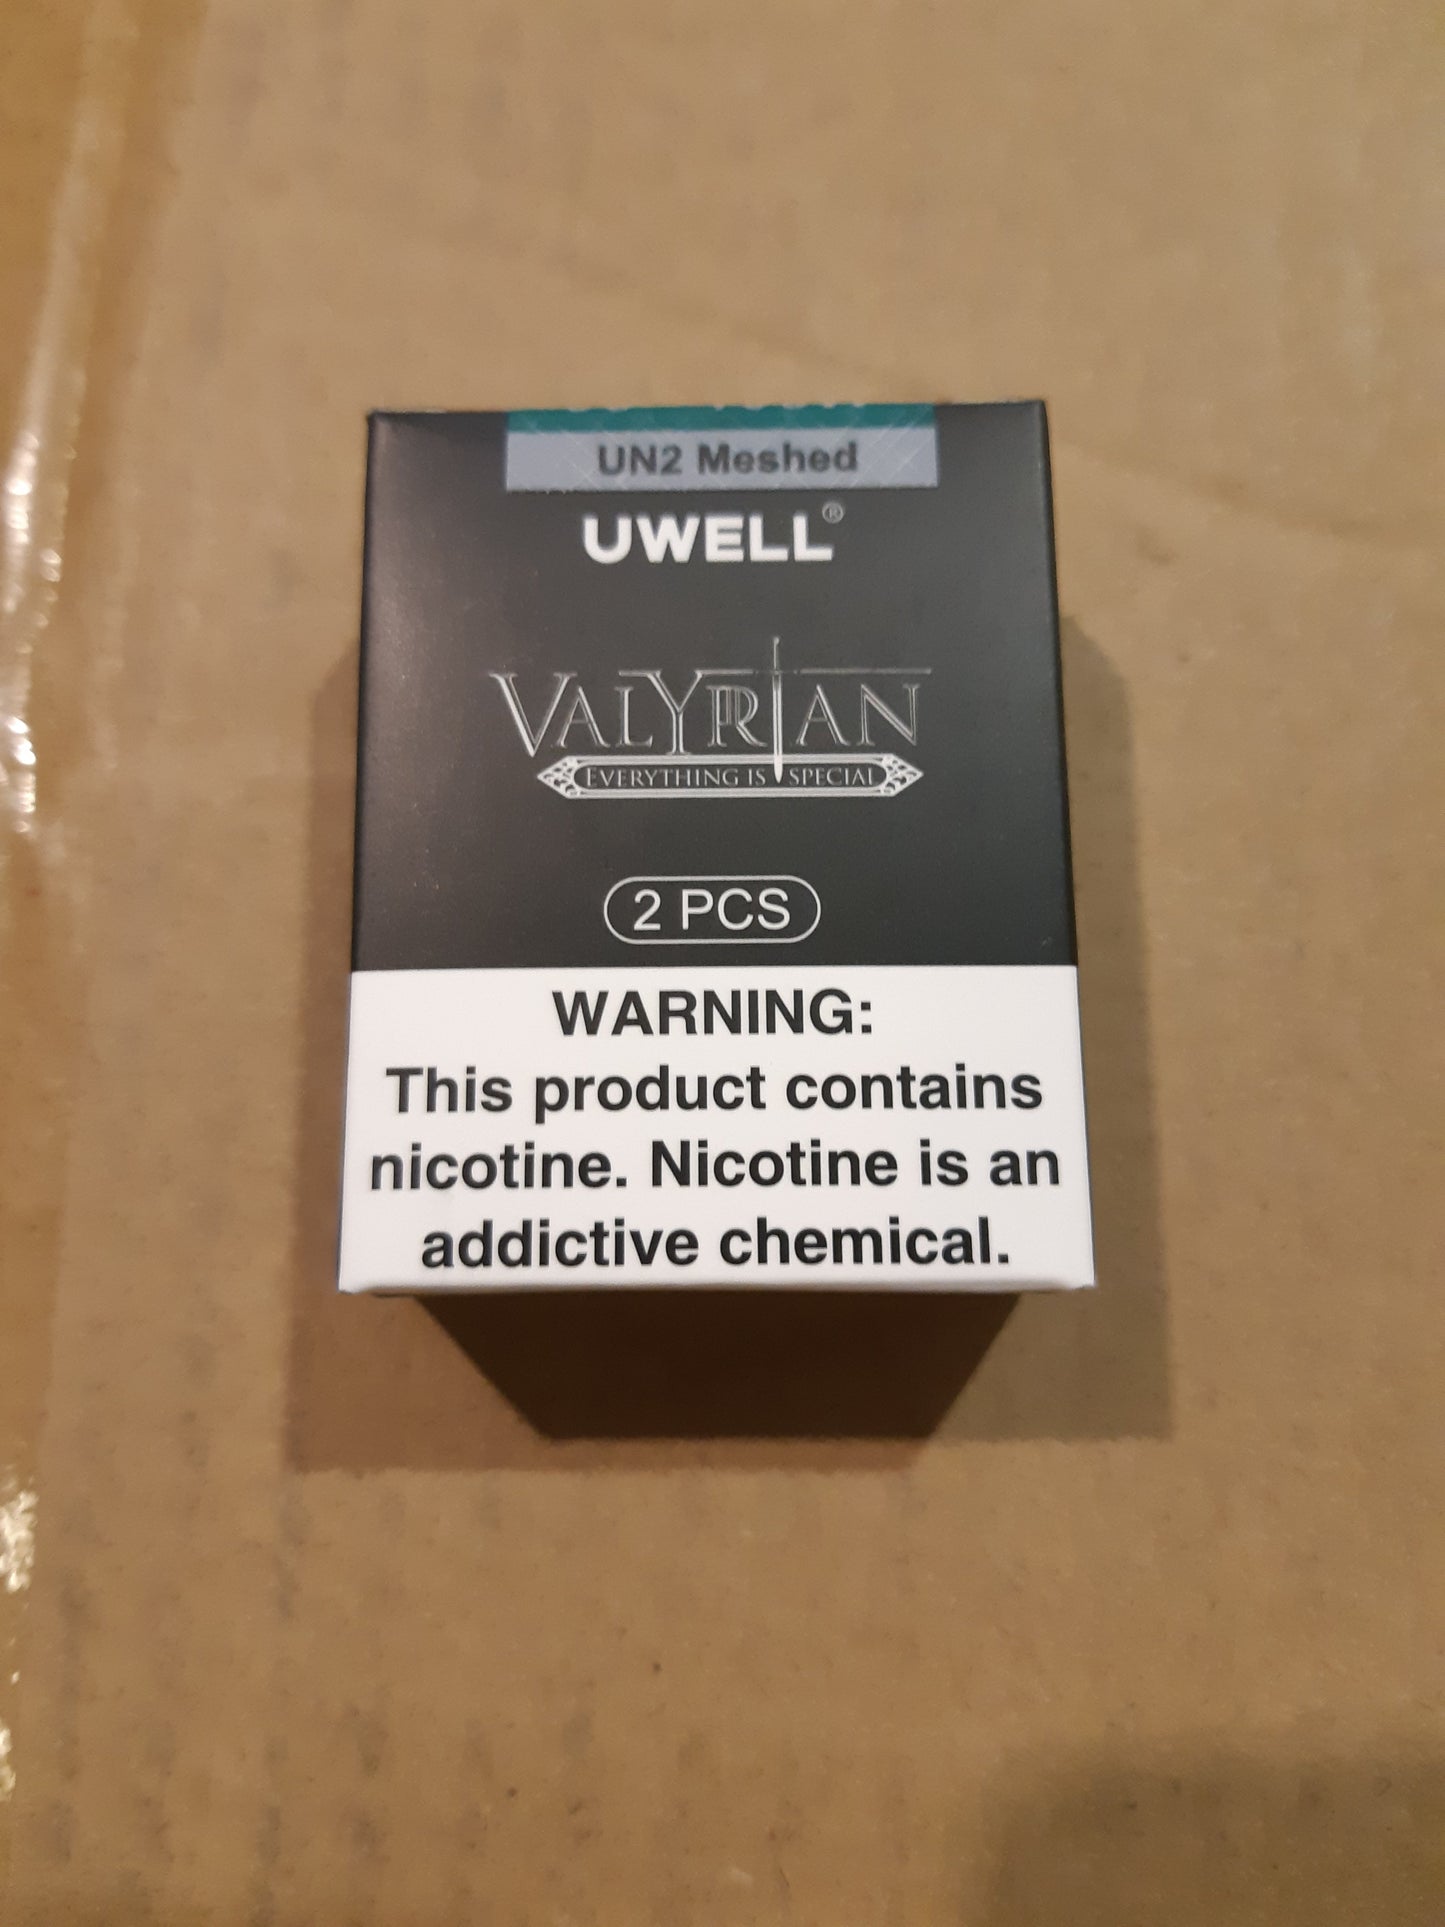 UN2 Meshed
UWELL®
VALYRIAN
EVERYTHING IS SPECIAL
2 PCS
WARNING:
This product contains
nicotine. Nicotine is an
addictive chemical.